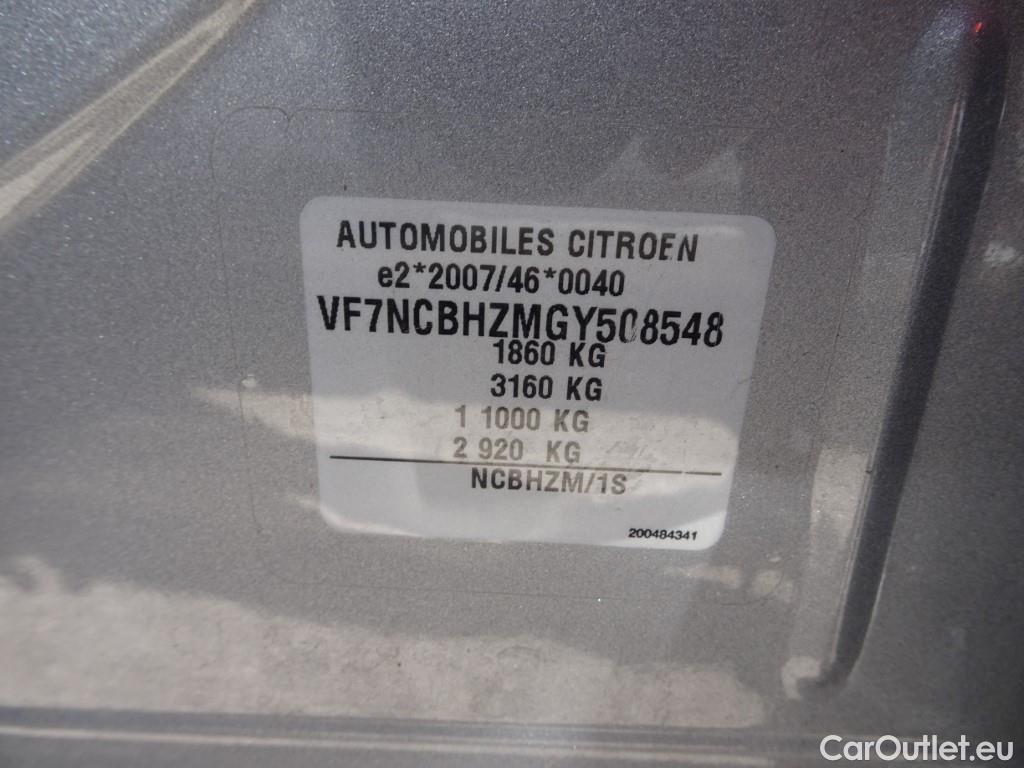 AUTOMOBILES CITROEN
e2*2007/46*0040
VF7NCBHZMGY508548
1860 KG
3160 KG
1 1000 KG
2 920 KG
NCBHZM/1S
200484341
CarOutlet.eu